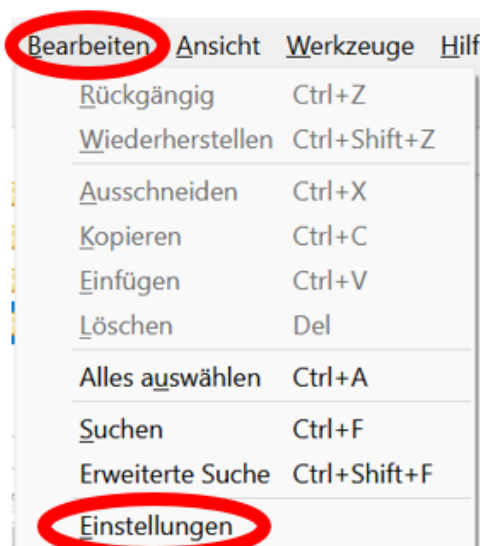 Bearbeiten Ansicht Werkzeuge Hilf
Rückgängig Ctrl+Z
Wiederherstellen Ctrl+Shift+Z
Ausschneiden Ctrl+X
Kopieren Ctrl+C
Einfügen Ctrl+V
Löschen Del
Alles auswählen Ctrl+A
Suchen Ctrl+F
Erweiterte Suche Ctrl+Shift+F
Einstellungen